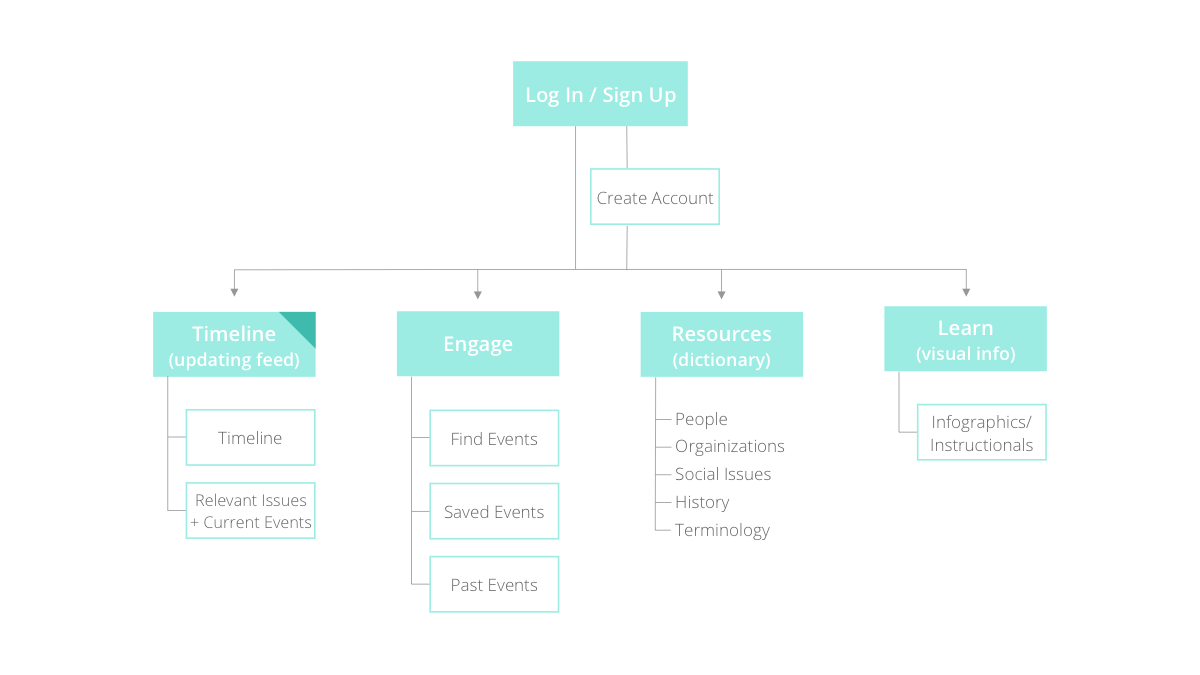 Log In / Sign Up
Create Account
Timeline
(updating feed)
Timeline
Relevant Issues
+ Current Events
Engage
Find Events
Saved Events
Past Events
Resources
(dictionary)
People
Orgainizations
Social Issues
History
Terminology
Learn
(visual info)
Infographics/
Instructionals